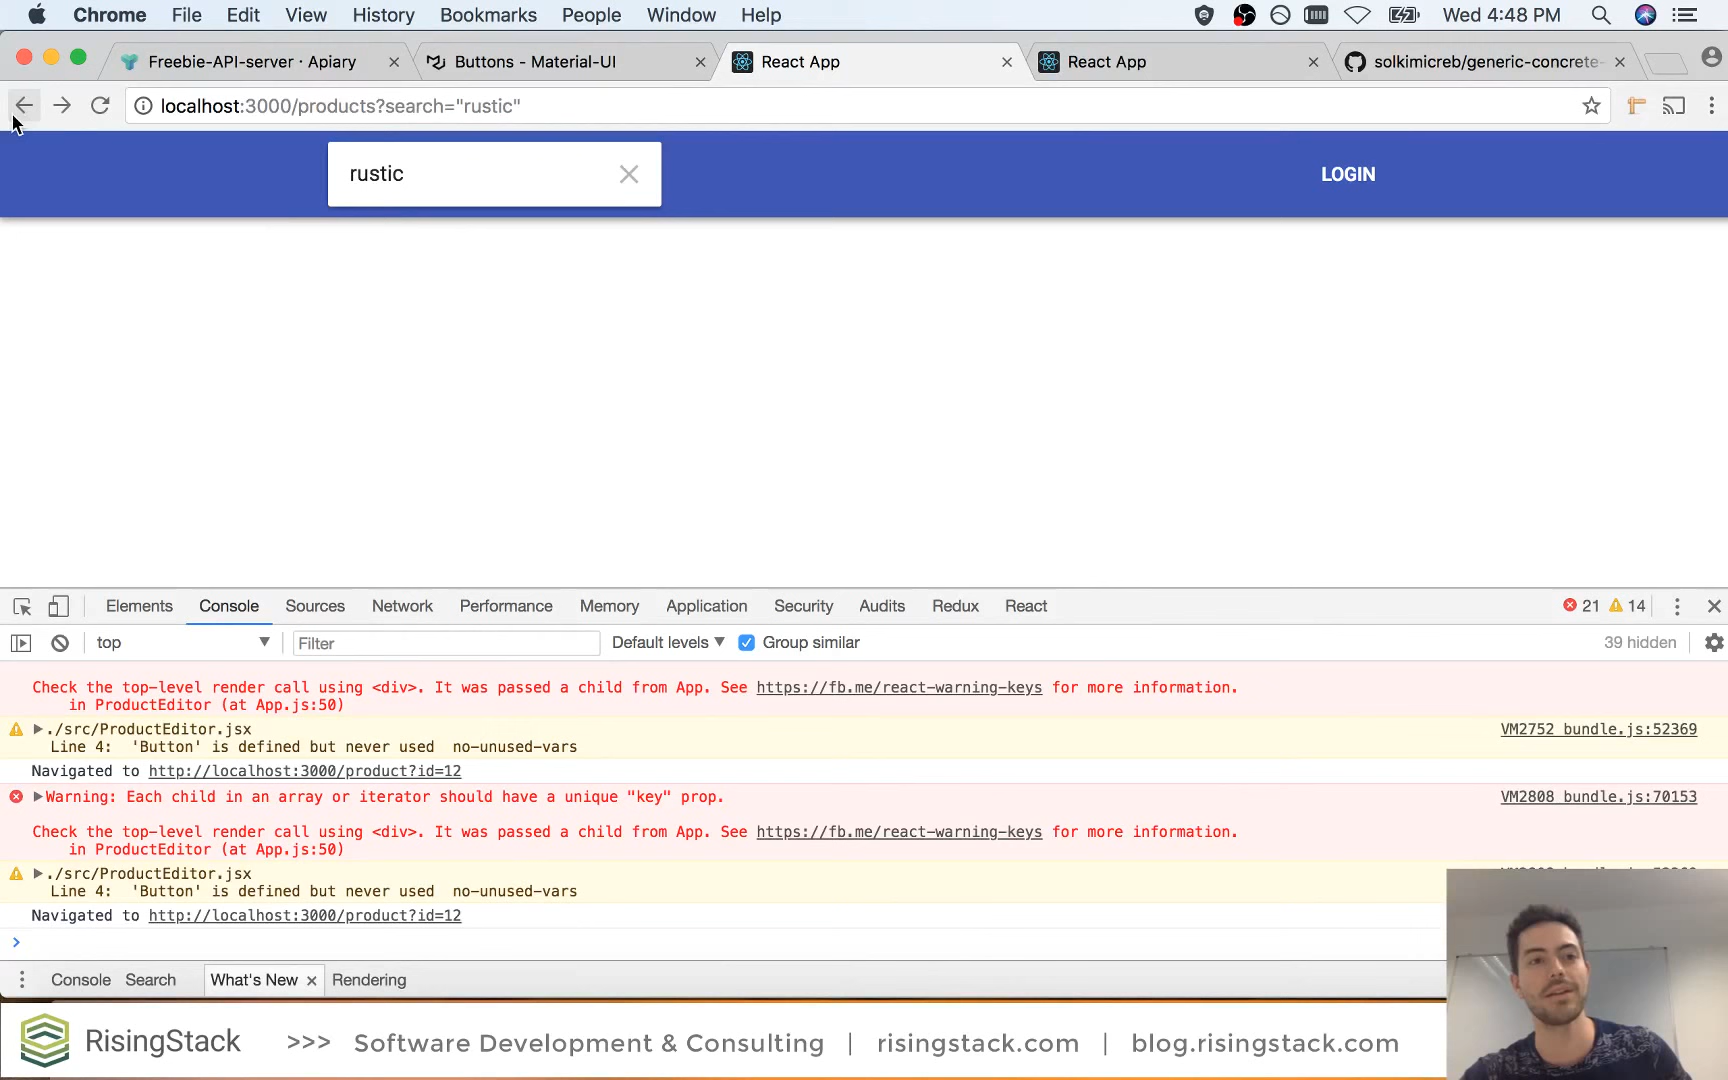 Chrome File Edit View History Bookmarks People Window Help Wed 4:48 PM
Freebie-API-server · Apiary
Buttons - Material-UI
React App
React App
solkimicreb/generic-concrete-
localhost:3000/products?search="rustic"
rustic
LOGIN
Elements Console Sources Network Performance Memory Application Security Audits Redux React 21 14
top Filter Default levels Group similar 39 hidden
Check the top-level render call using <div>. It was passed a child from App. See https://fb.me/react-warning-keys for more information.
in ProductEditor (at App.js:50)
./src/ProductEditor.jsx VM2752 bundle.js:52369
Line 4: 'Button' is defined but never used no-unused-vars
Navigated to http://localhost:3000/product?id=12
Warning: Each child in an array or iterator should have a unique "key" prop. VM2808 bundle.js:70153
Check the top-level render call using <div>. It was passed a child from App. See https://fb.me/react-warning-keys for more information.
in ProductEditor (at App.js:50)
./src/ProductEditor.jsx
Line 4: 'Button' is defined but never used no-unused-vars
Navigated to http://localhost:3000/product?id=12
Console Search What's New Rendering
RisingStack >>> Software Development & Consulting | risingstack.com | blog.risingstack.com